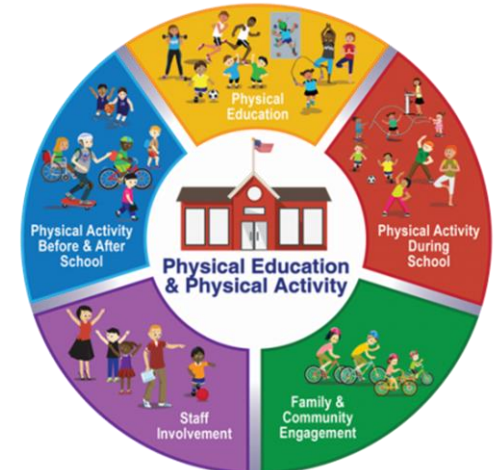 Physical
Education
Physical Activity
Before & After
School
Physical Activity
During
School
Physical Education
& Physical Activity
Staff
Involvement
Family &
Community
Engagement